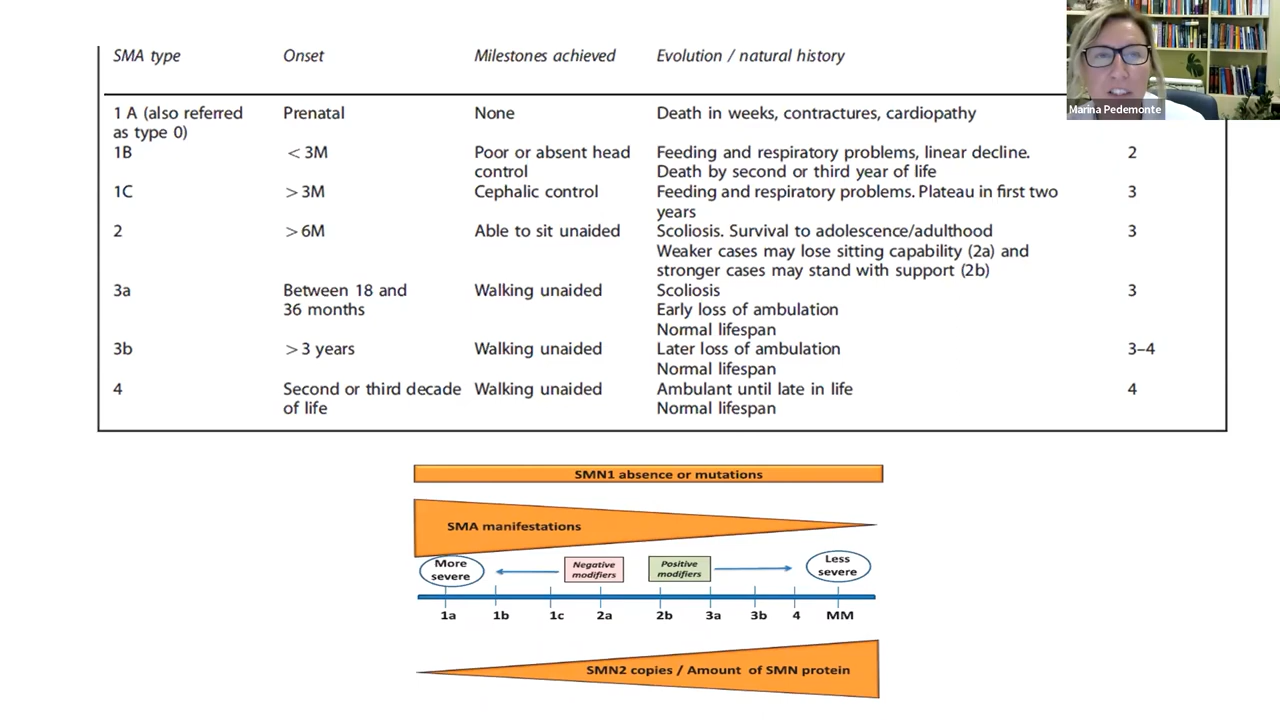 SMA type Onset Milestones achieved Evolution / natural history
Marina Pedemonte
1 A (also referred Prenatal None Death in weeks, contractures, cardiopathy
as type 0)
1B < 3M Poor or absent head Feeding and respiratory problems, linear decline. 2
control Death by second or third year of life
1C > 3M Cephalic control Feeding and respiratory problems. Plateau in first two 3
years
2 > 6M Able to sit unaided Scoliosis. Survival to adolescence/adulthood 3
Weaker cases may lose sitting capability (2a) and
stronger cases may stand with support (2b)
3a Between 18 and Walking unaided Scoliosis 3
36 months Early loss of ambulation
Normal lifespan
3b > 3 years Walking unaided Later loss of ambulation 3–4
Normal lifespan
4 Second or third decade Walking unaided Ambulant until late in life 4
of life Normal lifespan
SMN1 absence or mutations
SMA manifestations
More severe
Negative modifiers
Positive modifiers
Less severe
1a 1b 1c 2a 2b 3a 3b 4 MM
SMN2 copies / Amount of SMN protein